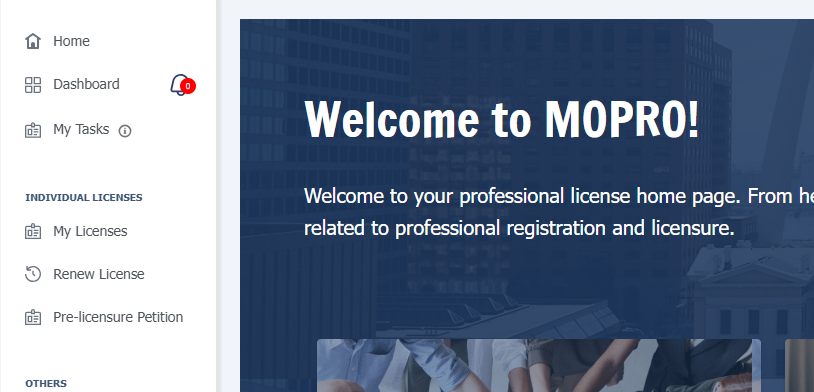 Home
Dashboard
0
My Tasks
INDIVIDUAL LICENSES
My Licenses
Renew License
Pre-licensure Petition
OTHERS
Welcome to MOPRO!
Welcome to your professional license home page. From he
related to professional registration and licensure.